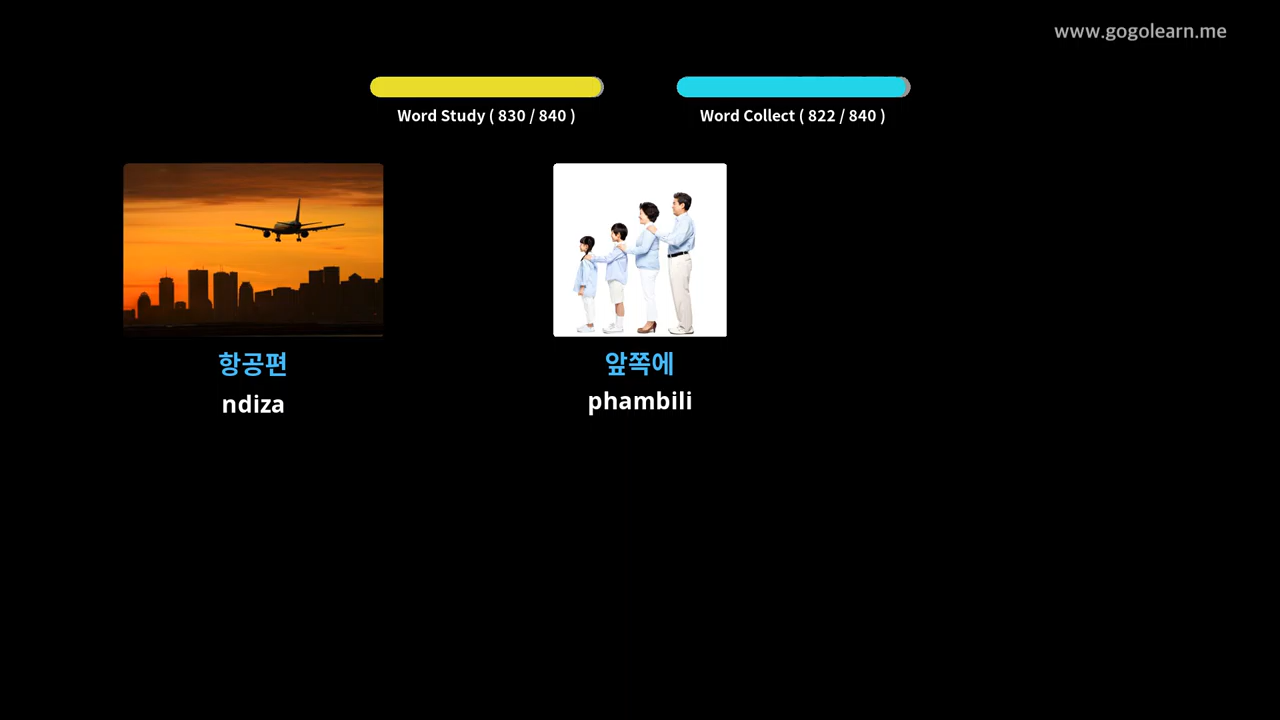 www.gogolearn.me
Word Study ( 830 / 840 )
Word Collect ( 822 / 840 )
항공편
ndiza
앞쪽에
phambili